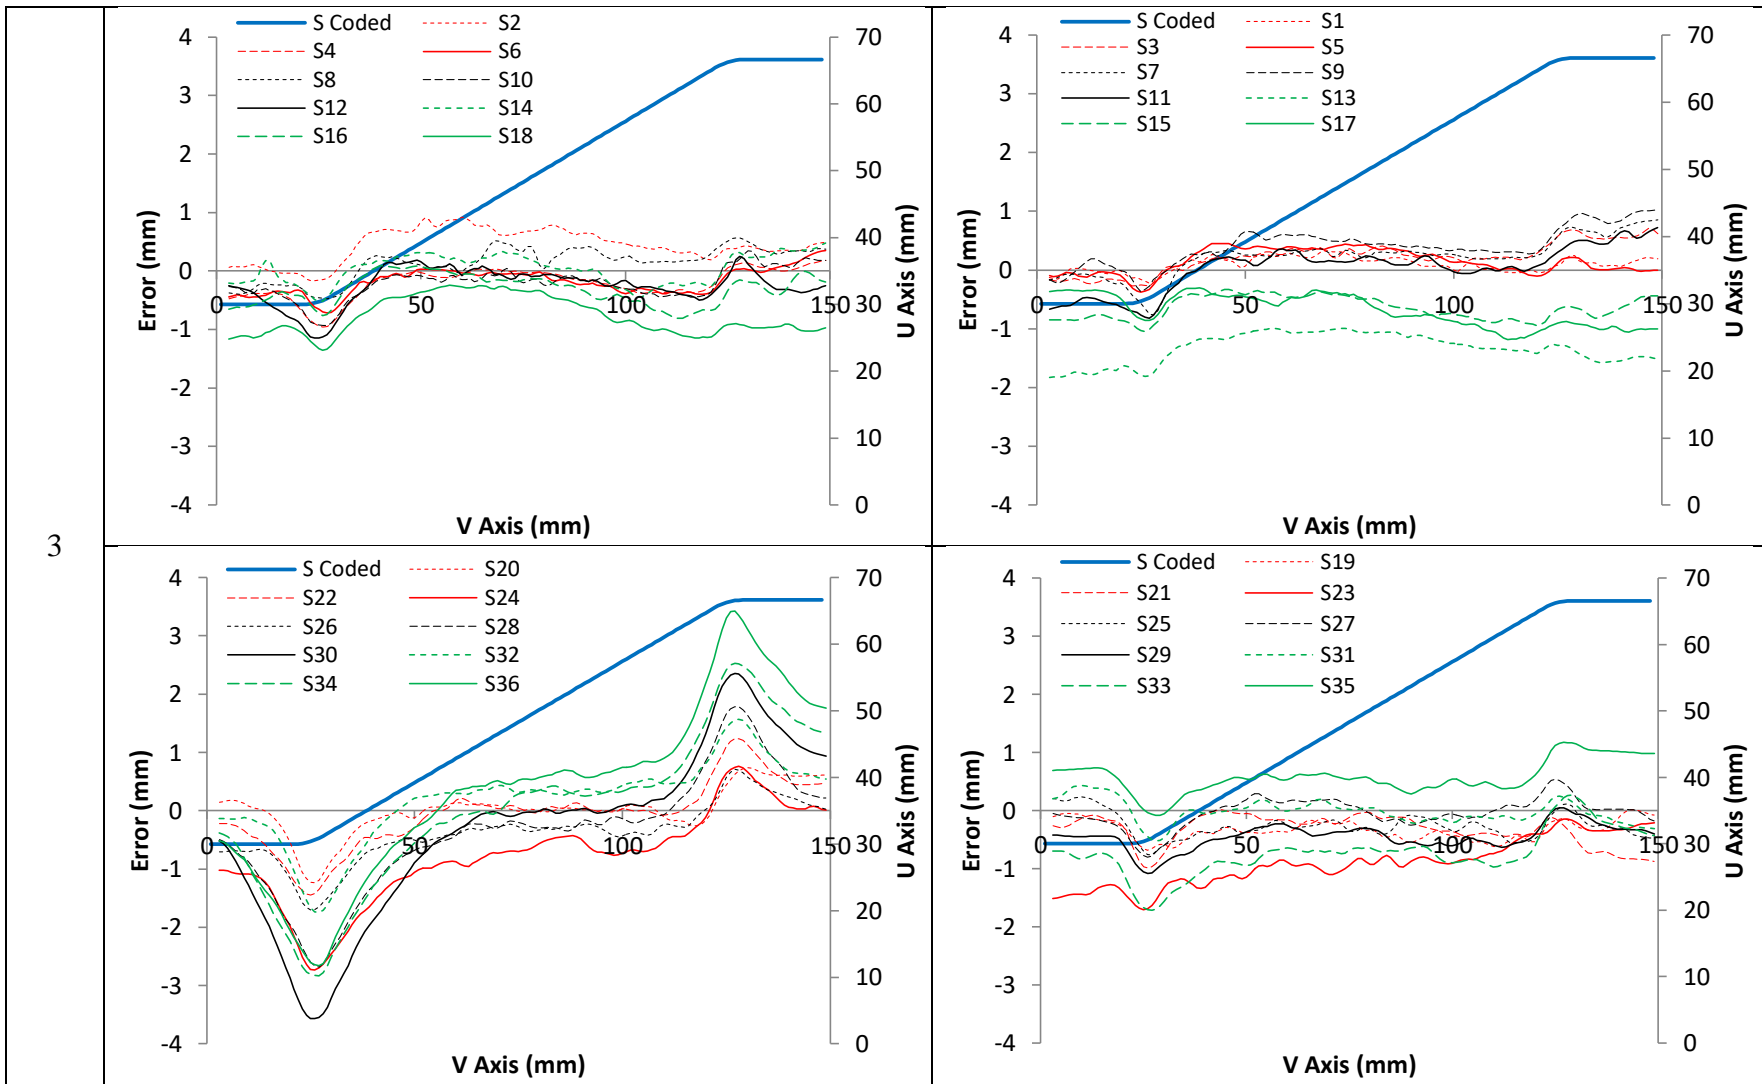 3
S Coded S2
S4 S6
S8 S10
S12 S14
S16 S18
4
3
2
1
0
-1
-2
-3
-4
Error (mm)
0 50 100 150
V Axis (mm)
70
60
50
40
30
20
10
0
U Axis (mm)
S Coded S1
S3 S5
S7 S9
S11 S13
S15 S17
4
3
2
1
0
-1
-2
-3
-4
Error (mm)
0 50 100 150
V Axis (mm)
70
60
50
40
30
20
10
0
U Axis (mm)
S Coded S20
S22 S24
S26 S28
S30 S32
S34 S36
4
3
2
1
0
-1
-2
-3
-4
Error (mm)
0 50 100 150
V Axis (mm)
70
60
50
40
30
20
10
0
U Axis (mm)
S Coded S19
S21 S23
S25 S27
S29 S31
S33 S35
4
3
2
1
0
-1
-2
-3
-4
Error (mm)
0 50 100 150
V Axis (mm)
70
60
50
40
30
20
10
0
U Axis (mm)